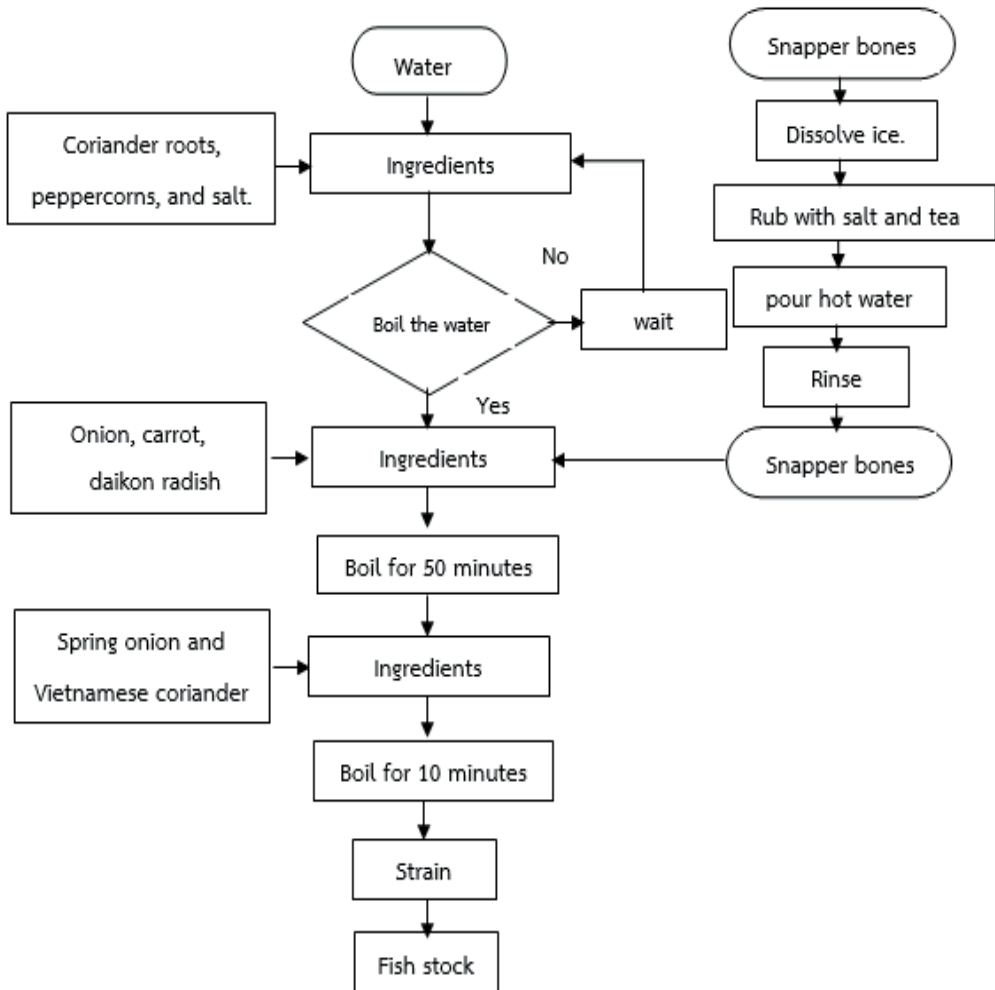 Water
Snapper bones
Coriander roots,
peppercorns, and salt.
Ingredients
Dissolve ice.
Rub with salt and tea
No
Boil the water
wait
pour hot water
Rinse
Yes
Onion, carrot,
daikon radish
Ingredients
Snapper bones
Boil for 50 minutes
Spring onion and
Vietnamese coriander
Ingredients
Boil for 10 minutes
Strain
Fish stock